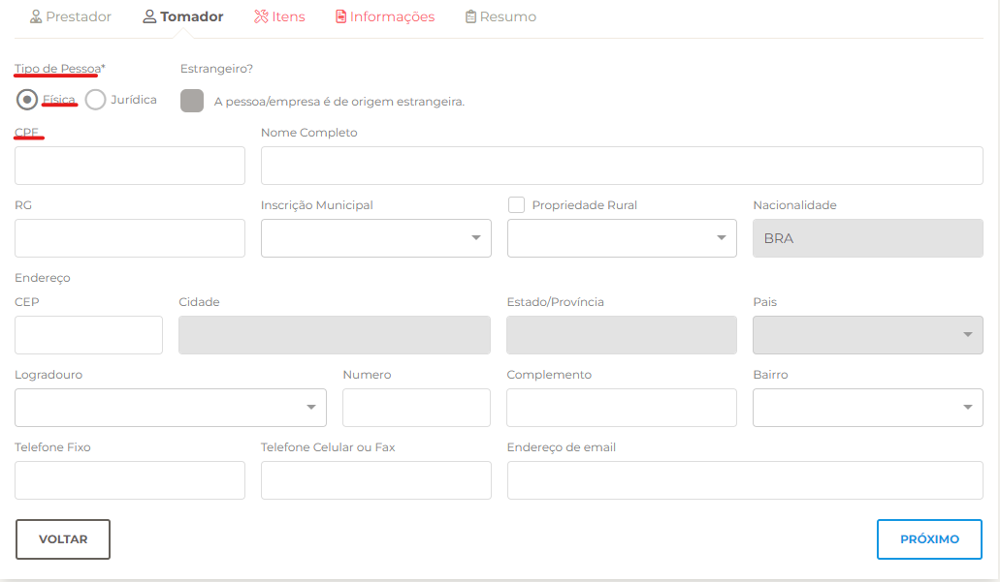 Prestador Tomador Itens Informações Resumo
Tipo de Pessoa* Estrangeiro?
Física Jurídica A pessoa/empresa é de origem estrangeira.
CPF Nome Completo
RG Inscrição Municipal Propriedade Rural Nacionalidade
BRA
Endereço
CEP Cidade Estado/Província Pais
Logradouro Numero Complemento Bairro
Telefone Fixo Telefone Celular ou Fax Endereço de email
VOLTAR PRÓXIMO